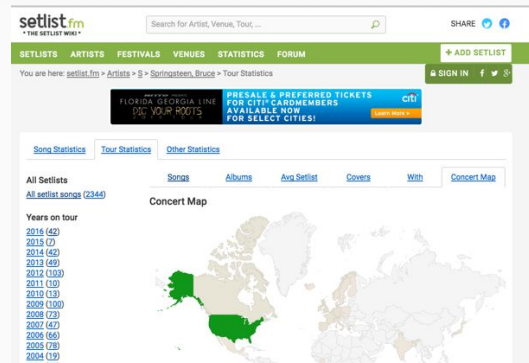 setlist.fm
* THE SETLIST WIKI *
Search for Artist, Venue, Tour, ...
SHARE
SETLISTS ARTISTS FESTIVALS VENUES STATISTICS FORUM
+ ADD SETLIST
You are here: setlist.fm > Artists > S > Springsteen, Bruce > Tour Statistics
SIGN IN
FLORIDA GEORGIA LINE
DIG YOUR ROOTS
PRESALE & PREFERRED TICKETS
FOR CITI® CARDMEMBERS
AVAILABLE NOW
FOR SELECT CITIES!
citi
Learn More >
Song Statistics Tour Statistics Other Statistics
All Setlists
All setlist songs (2344)
Years on tour
2016 (42)
2015 (7)
2014 (42)
2013 (49)
2012 (103)
2011 (10)
2010 (13)
2009 (100)
2008 (73)
2007 (47)
2006 (66)
2005 (78)
2004 (19)
Songs Albums Avg Setlist Covers With Concert Map
Concert Map